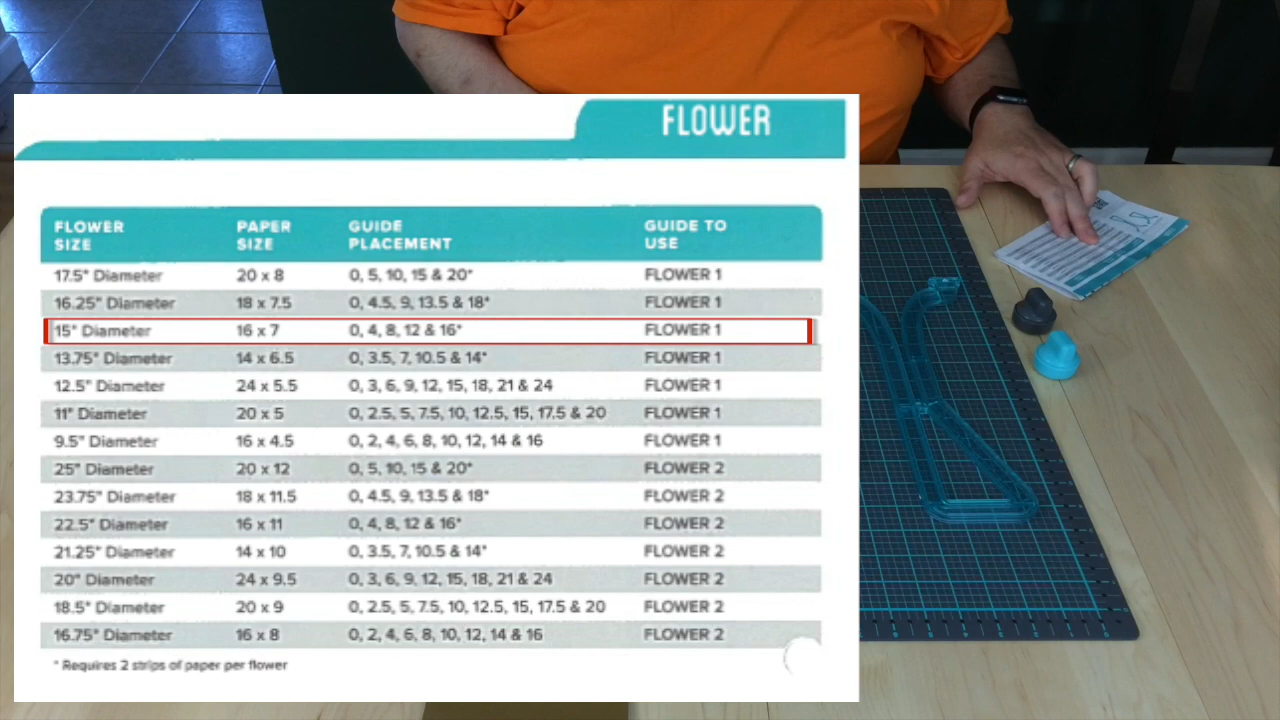 FLOWER
FLOWER SIZE PAPER SIZE GUIDE PLACEMENT GUIDE TO USE
17.5" Diameter 20 x 8 0, 5, 10, 15 & 20* FLOWER 1
16.25" Diameter 18 x 7.5 0, 4.5, 9, 13.5 & 18* FLOWER 1
15" Diameter 16 x 7 0, 4, 8, 12 & 16* FLOWER 1
13.75" Diameter 14 x 6.5 0, 3.5, 7, 10.5 & 14* FLOWER 1
12.5" Diameter 24 x 5.5 0, 3, 6, 9, 12, 15, 18, 21 & 24 FLOWER 1
11" Diameter 20 x 5 0, 2.5, 5, 7.5, 10, 12.5, 15, 17.5 & 20 FLOWER 1
9.5" Diameter 16 x 4.5 0, 2, 4, 6, 8, 10, 12, 14 & 16 FLOWER 1
25" Diameter 20 x 12 0, 5, 10, 15 & 20* FLOWER 2
23.75" Diameter 18 x 11.5 0, 4.5, 9, 13.5 & 18* FLOWER 2
22.5" Diameter 16 x 11 0, 4, 8, 12 & 16* FLOWER 2
21.25" Diameter 14 x 10 0, 3.5, 7, 10.5 & 14* FLOWER 2
20" Diameter 24 x 9.5 0, 3, 6, 9, 12, 15, 18, 21 & 24 FLOWER 2
18.5" Diameter 20 x 9 0, 2.5, 5, 7.5, 10, 12.5, 15, 17.5 & 20 FLOWER 2
16.75" Diameter 16 x 8 0, 2, 4, 6, 8, 10, 12, 14 & 16 FLOWER 2
* Requires 2 strips of paper per flower